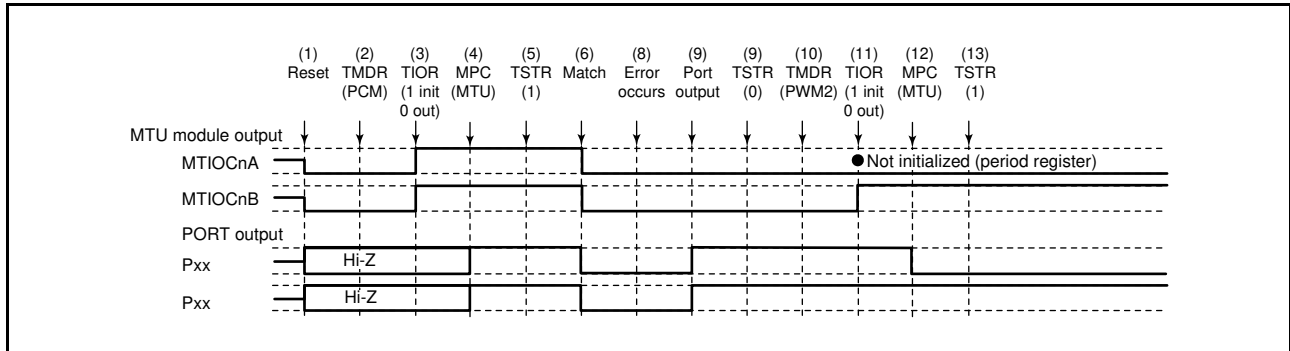 (1) (2) (3) (4) (5) (6) (8) (9) (9) (10) (11) (12) (13)
Reset TMDR TIOR MPC TSTR Match Error Port TSTR TMDR TIOR MPC TSTR
(PCM) (1 init (MTU) (1) occurs output (0) (PWM2) (1 init (MTU) (1)
0 out) 0 out)
MTU module output
MTIOCnA Not initialized (period register)
MTIOCnB
PORT output
Pxx Hi-Z
Pxx Hi-Z